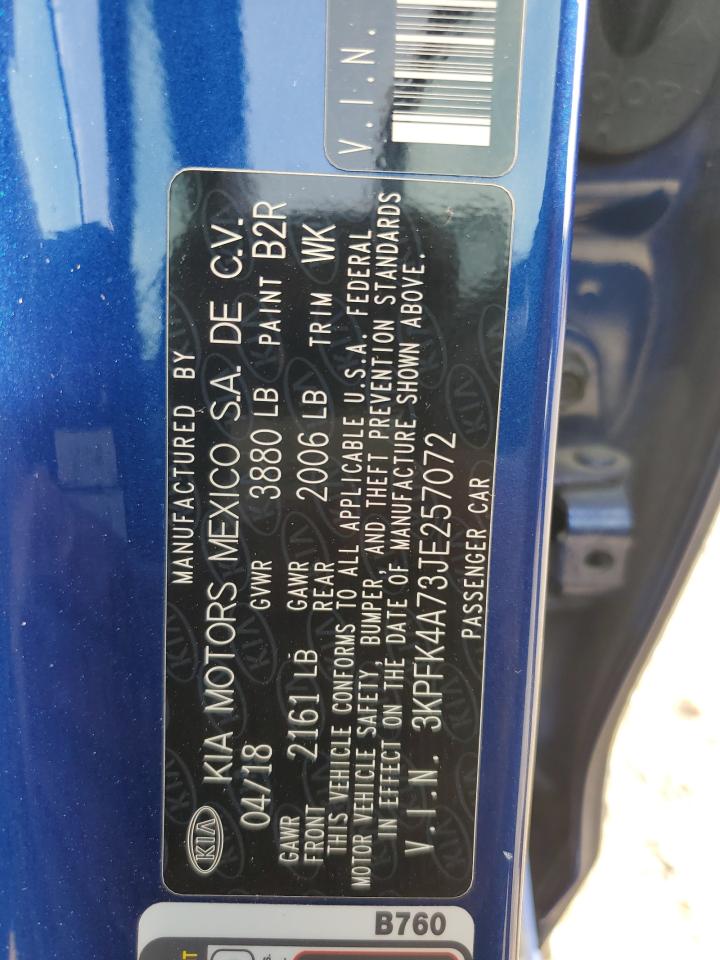 MANUFACTURED BY
KIA KIA MOTORS MEXICO S.A. DE C.V.
04/18 GVWR 3880 LB PAINT B2R
GAWR FRONT 2161 LB GAWR REAR 2006 LB TRIM WK
THIS VEHICLE CONFORMS TO ALL APPLICABLE U.S.A. FEDERAL
MOTOR VEHICLE SAFETY, BUMPER, AND THEFT PREVENTION STANDARDS
IN EFFECT ON THE DATE OF MANUFACTURE SHOWN ABOVE.
V.I.N. 3KPFK4A73JE257072
PASSENGER CAR
V.I.N.
B760